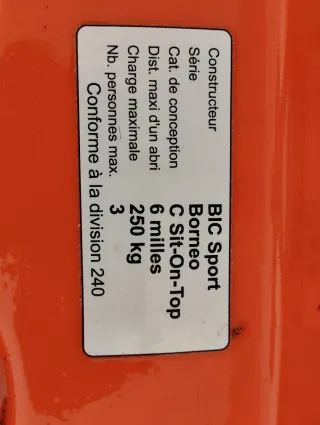 Constructeur BIC Sport
Série Borneo
Cat. de conception C Sit-On-Top
Dist. maxi d'un abri 6 milles
Charge maximale 250 kg
Nb. personnes max. 3
Conforme à la division 240